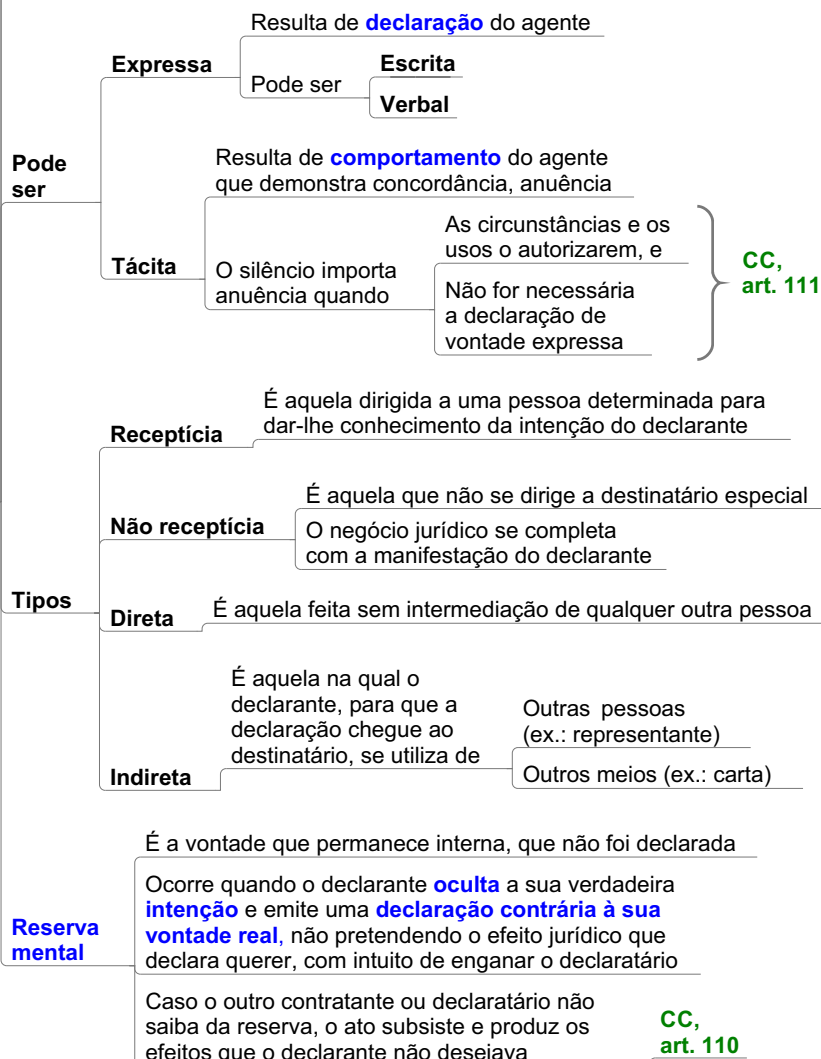 Pode
ser
Expressa
Resulta de declaração do agente
Pode ser
Escrita
Verbal
Tácita
Resulta de comportamento do agente
que demonstra concordância, anuência
O silêncio importa
anuência quando
As circunstâncias e os
usos o autorizarem, e
Não for necessária
a declaração de
vontade expressa
CC,
art. 111
Tipos
Receptícia
É aquela dirigida a uma pessoa determinada para
dar-lhe conhecimento da intenção do declarante
Não receptícia
É aquela que não se dirige a destinatário especial
O negócio jurídico se completa
com a manifestação do declarante
Direta
É aquela feita sem intermediação de qualquer outra pessoa
Indireta
É aquela na qual o
declarante, para que a
declaração chegue ao
destinatário, se utiliza de
Outras pessoas
(ex.: representante)
Outros meios (ex.: carta)
Reserva
mental
É a vontade que permanece interna, que não foi declarada
Ocorre quando o declarante oculta a sua verdadeira
intenção e emite uma declaração contrária à sua
vontade real, não pretendendo o efeito jurídico que
declara querer, com intuito de enganar o declaratário
Caso o outro contratante ou declaratário não
saiba da reserva, o ato subsiste e produz os
efeitos que o declarante não desejava
CC,
art. 110